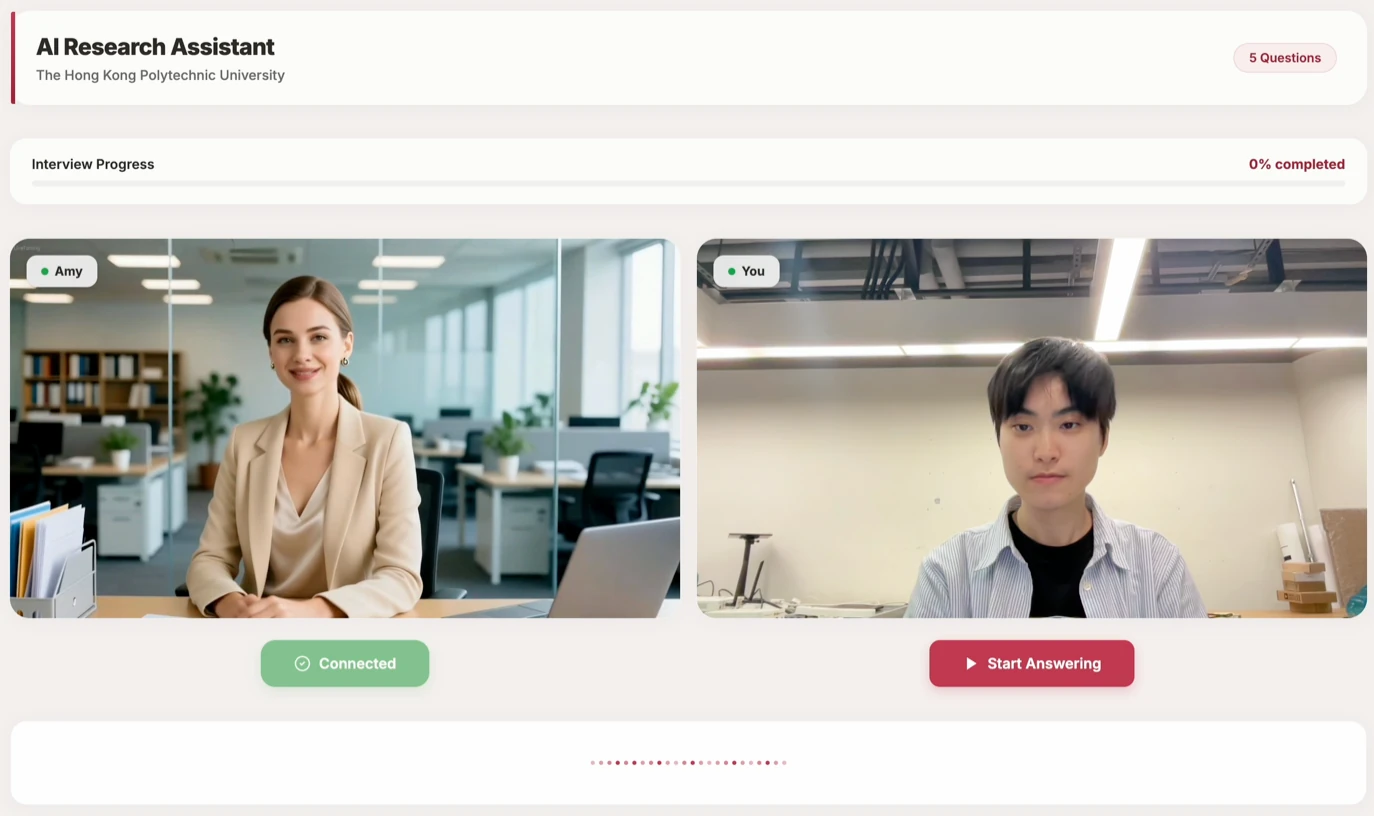 AI Research Assistant
The Hong Kong Polytechnic University
5 Questions
Interview Progress
0% completed
Amy
You
Connected
Start Answering